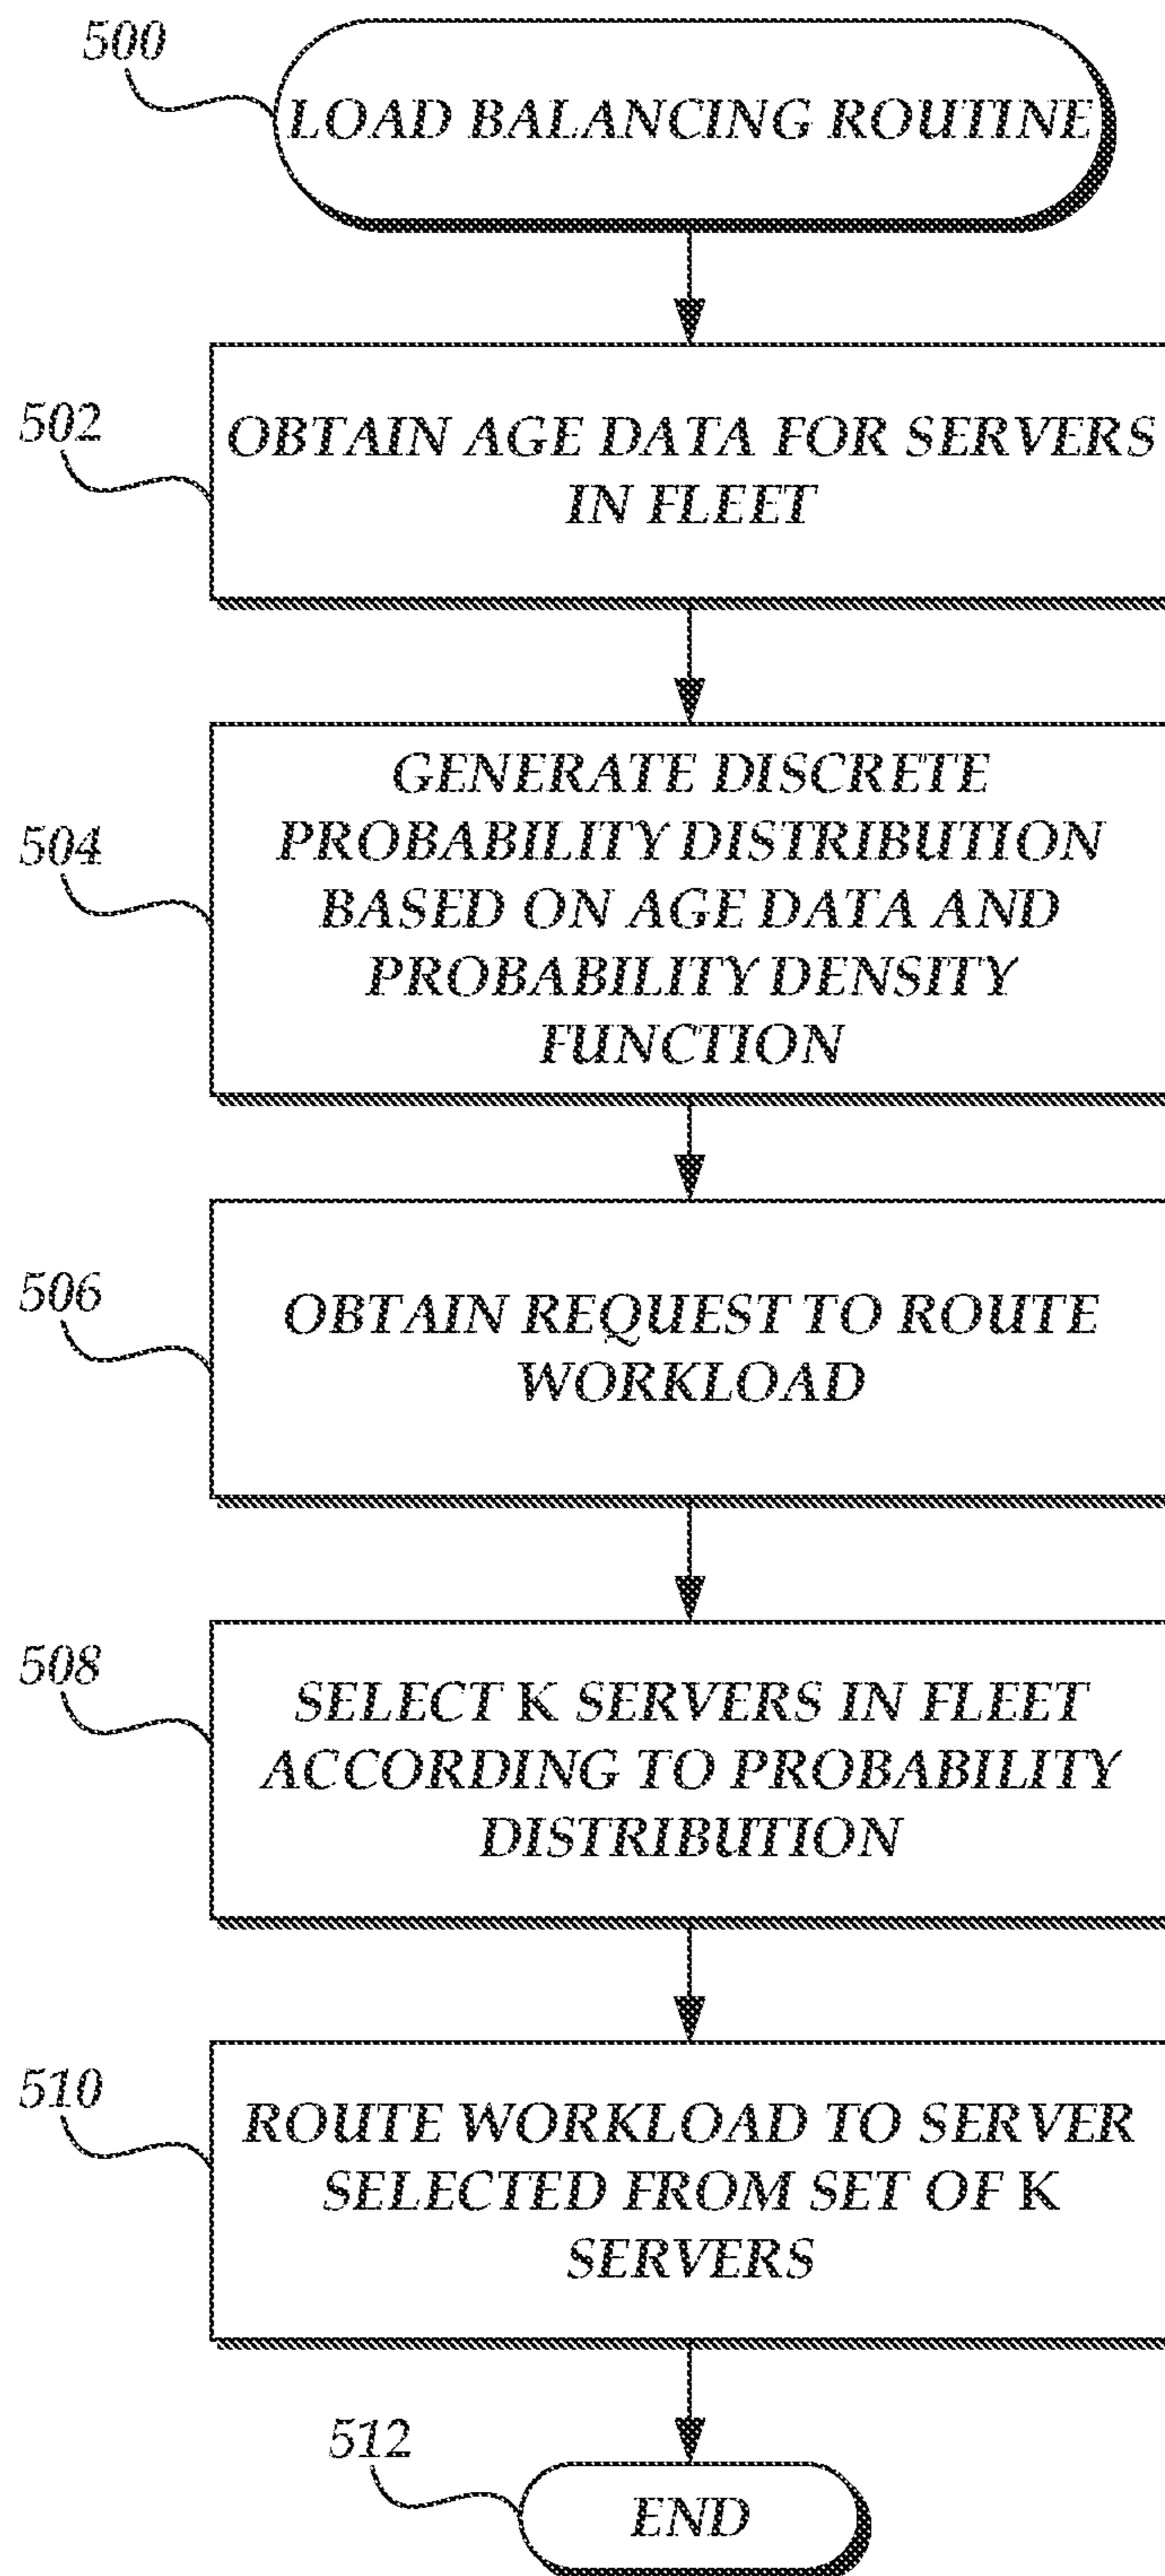 500
LOAD BALANCING ROUTINE
502
OBTAIN AGE DATA FOR SERVERS
IN FLEET
504
GENERATE DISCRETE
PROBABILITY DISTRIBUTION
BASED ON AGE DATA AND
PROBABILITY DENSITY
FUNCTION
506
OBTAIN REQUEST TO ROUTE
WORKLOAD
508
SELECT K SERVERS IN FLEET
ACCORDING TO PROBABILITY
DISTRIBUTION
510
ROUTE WORKLOAD TO SERVER
SELECTED FROM SET OF K
SERVERS
512
END